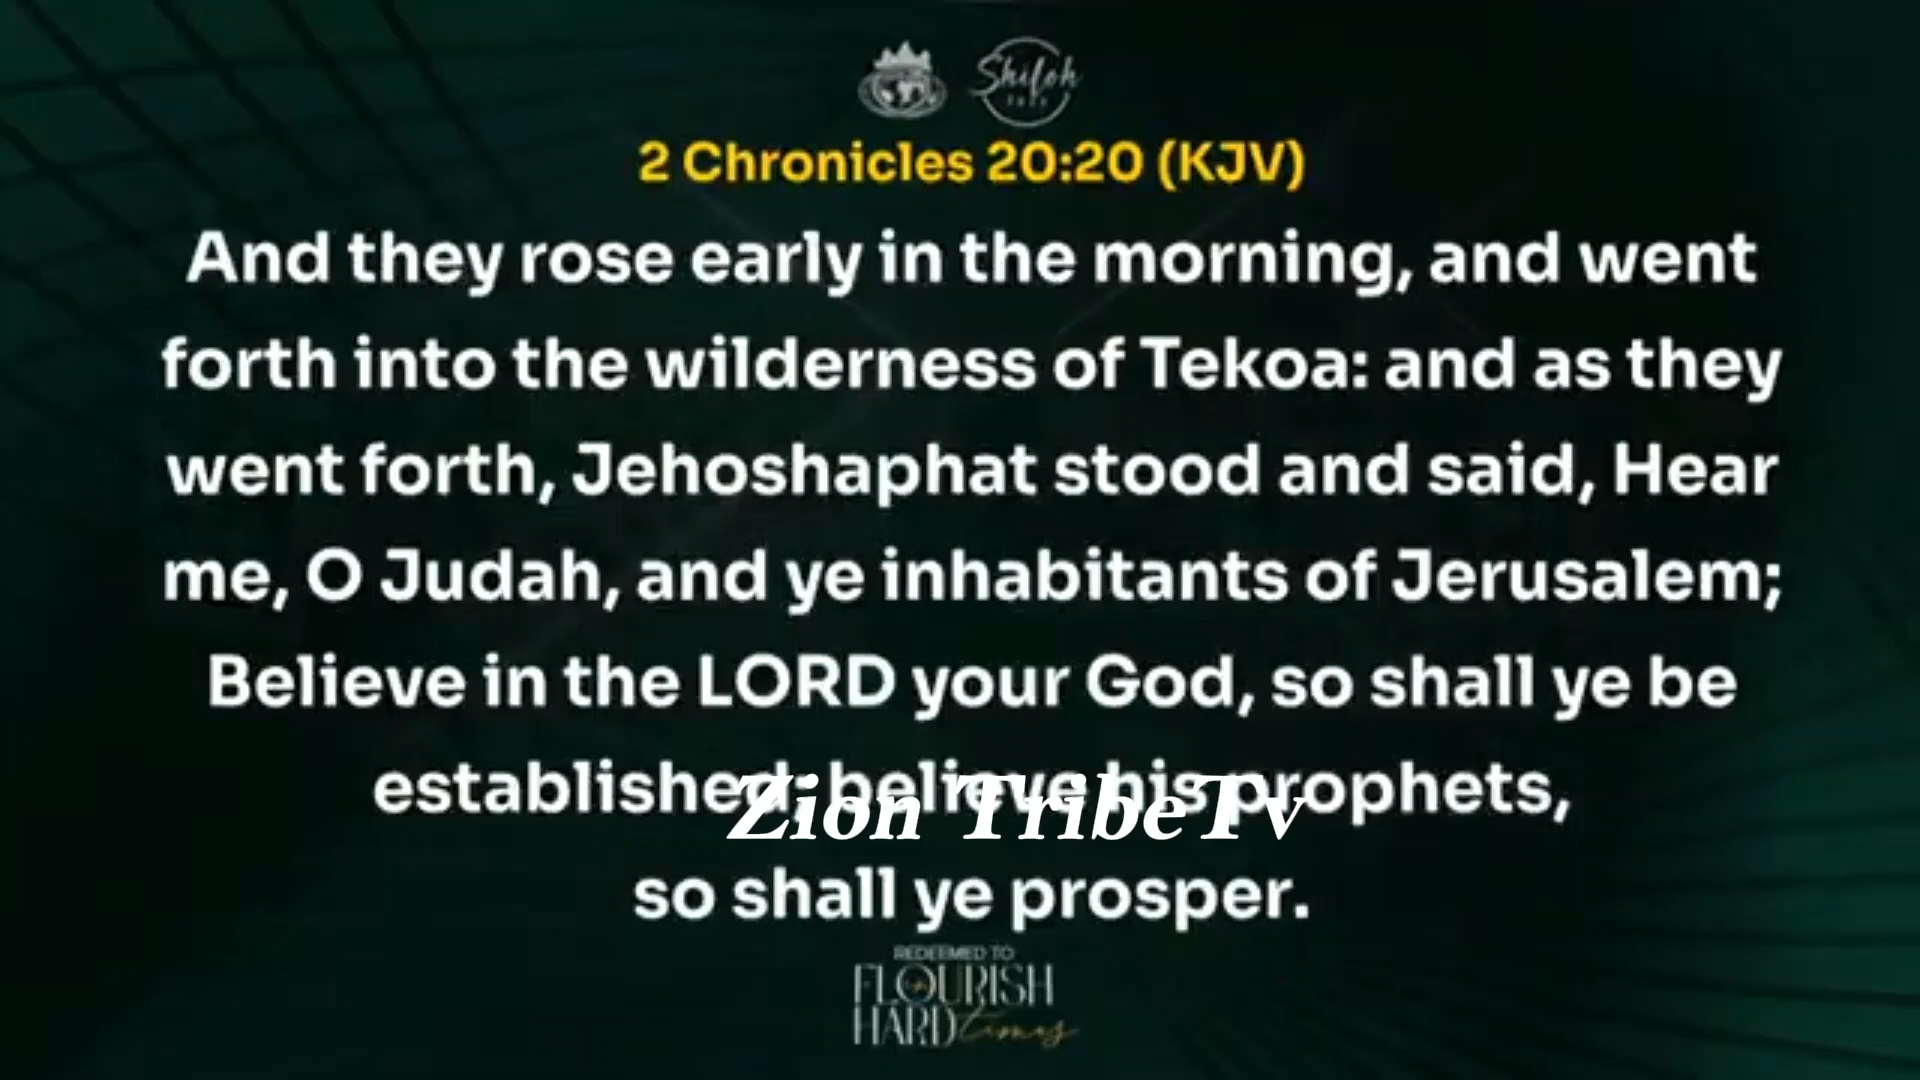 Shiloh
2 Chronicles 20:20 (KJV)
And they rose early in the morning, and went
forth into the wilderness of Tekoa: and as they
went forth, Jehoshaphat stood and said, Hear
me, O Judah, and ye inhabitants of Jerusalem;
Believe in the LORD your God, so shall ye be
established; believe his prophets,
Zion TribeTv
so shall ye prosper.
REDEEMED TO
FLOURISH
in
HARD times